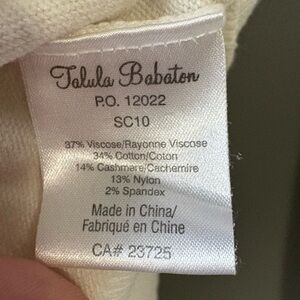 Talula Babaton
P.O. 12022
SC10
37% Viscose/Rayonne Viscose
34% Cotton/Coton
14% Cashmere/Cachemire
13% Nylon
2% Spandex
Made in China/
Fabriqué en Chine
CA# 23725